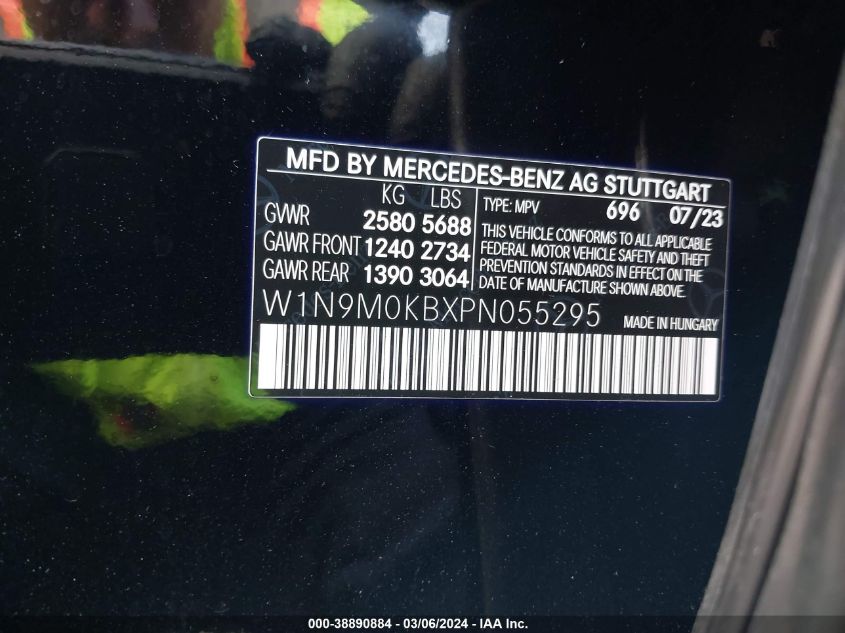 MFD BY MERCEDES-BENZ AG STUTTGART
KG LBS
GVWR 2580 5688
GAWR FRONT 1240 2734
GAWR REAR 1390 3064
TYPE: MPV 696 07/23
THIS VEHICLE CONFORMS TO ALL APPLICABLE
FEDERAL MOTOR VEHICLE SAFETY AND THEFT
PREVENTION STANDARDS IN EFFECT ON THE
DATE OF MANUFACTURE SHOWN ABOVE.
W1N9M0KBXPN055295
MADE IN HUNGARY
000-38890884 / 03/06/2024 - IAA Inc.